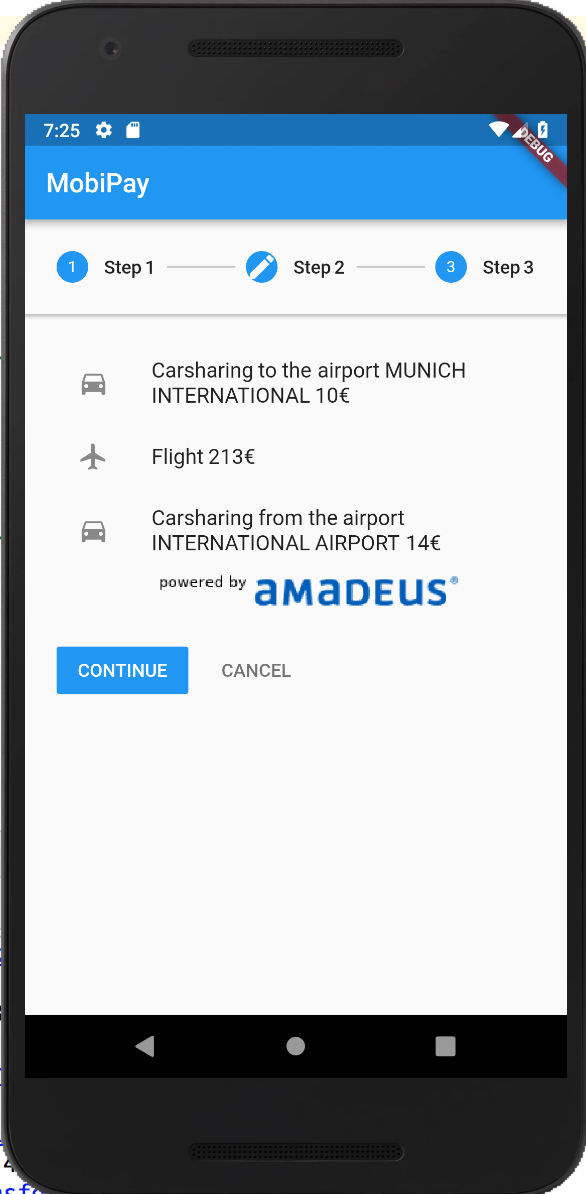 7:25
DEBUG
MobiPay
1 Step 1 Step 2 3 Step 3
Carsharing to the airport MUNICH
INTERNATIONAL 10€
Flight 213€
Carsharing from the airport
INTERNATIONAL AIRPORT 14€
powered by amadeus®
CONTINUE CANCEL